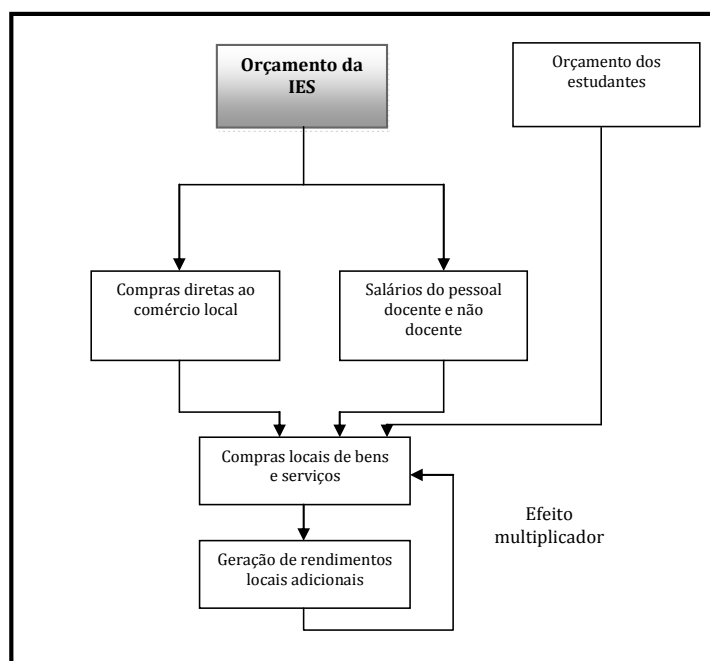 Orçamento da
IES
Orçamento dos
estudantes
Compras diretas ao
comércio local
Salários do pessoal
docente e não
docente
Compras locais de bens
e serviços
Efeito
multiplicador
Geração de rendimentos
locais adicionais